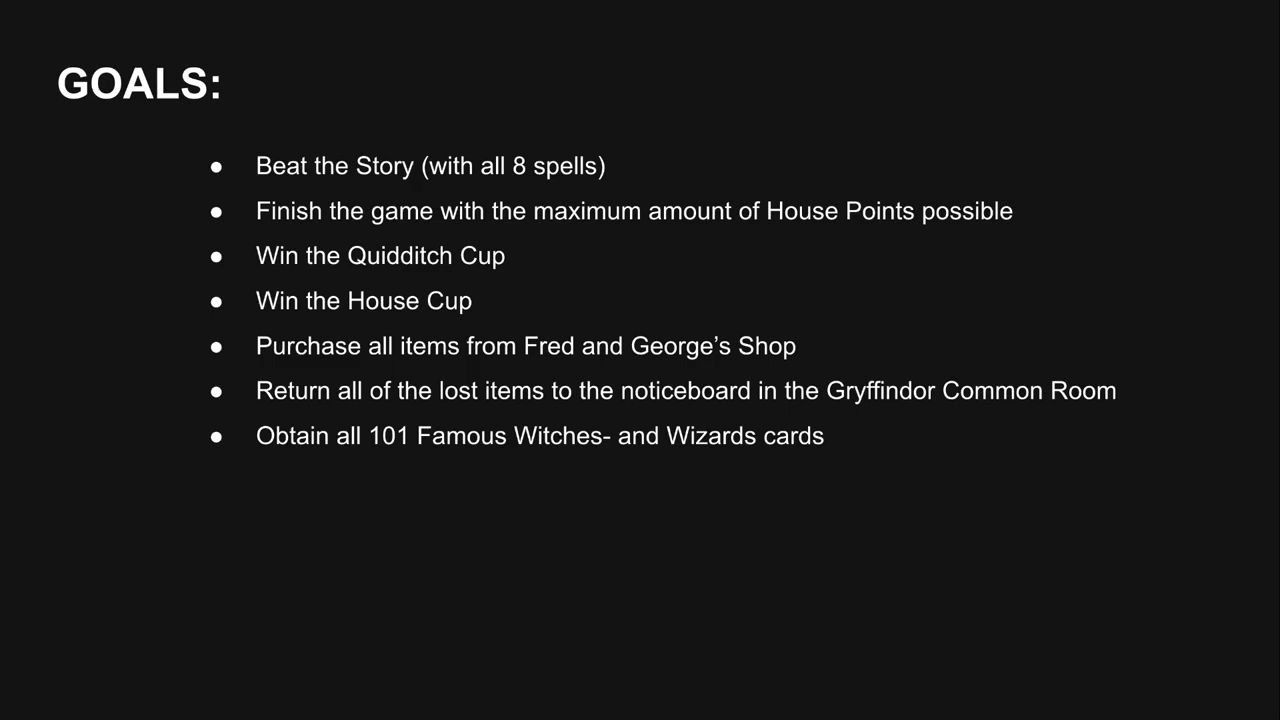 GOALS:
● Beat the Story (with all 8 spells)
● Finish the game with the maximum amount of House Points possible
● Win the Quidditch Cup
● Win the House Cup
● Purchase all items from Fred and George’s Shop
● Return all of the lost items to the noticeboard in the Gryffindor Common Room
● Obtain all 101 Famous Witches- and Wizards cards